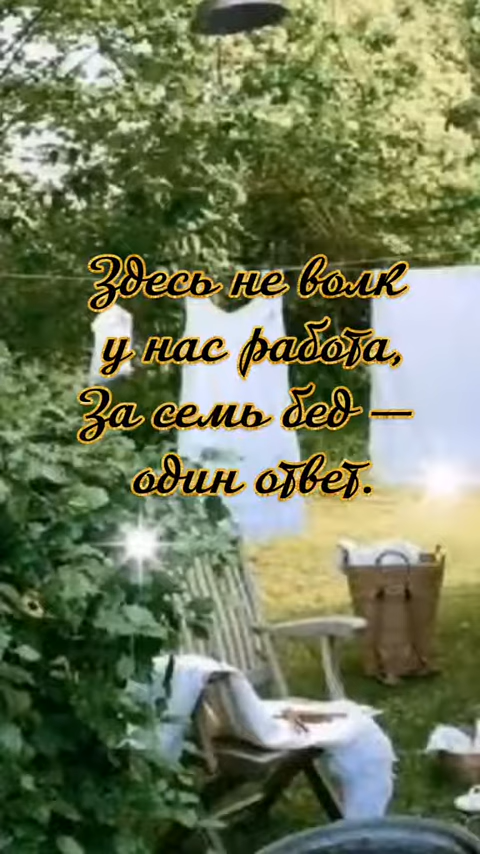 Здесь не волк
у нас работа,
За семь бед —
один ответ.